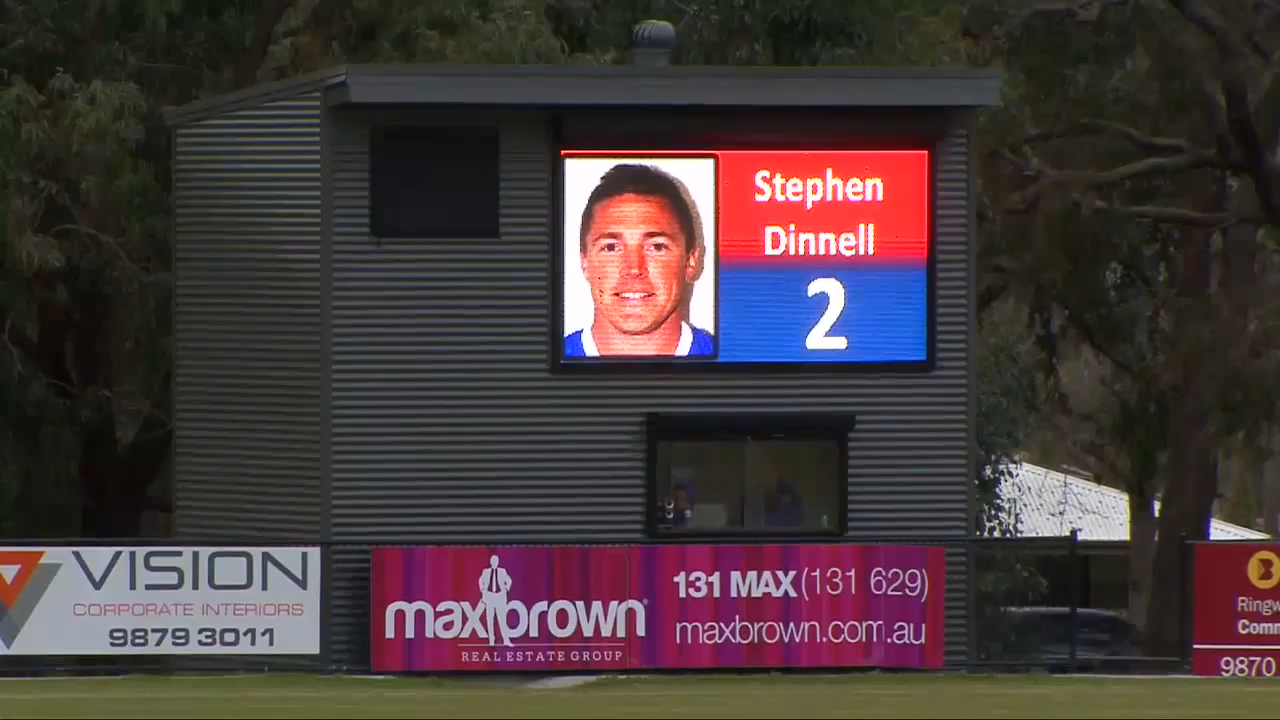 Stephen
Dinnell
2
VISION
CORPORATE INTERIORS
9879 3011
maxbrown
REAL ESTATE GROUP
131 MAX (131 629)
maxbrown.com.au
Ringw
Comm
9870